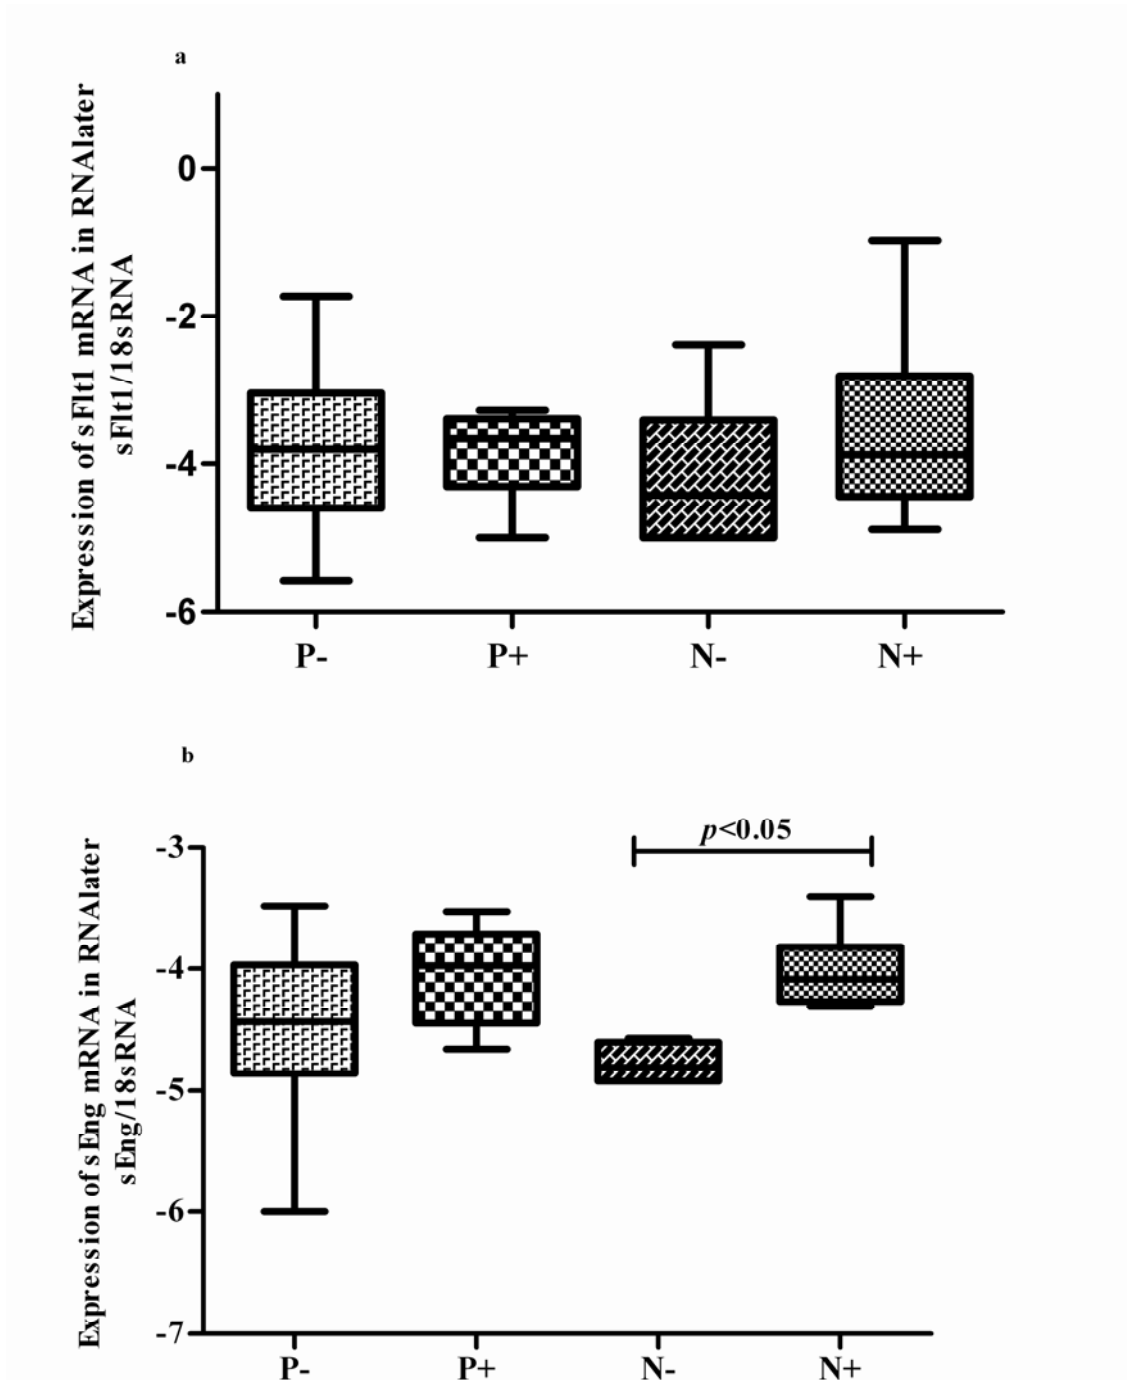 a
Expression of sFlt1 mRNA in RNAlater
sFlt1/18sRNA
0
-2
-4
-6
P- P+ N- N+
b
Expression of sEng mRNA in RNAlater
sEng/18sRNA
p<0.05
-3
-4
-5
-6
-7
P- P+ N- N+